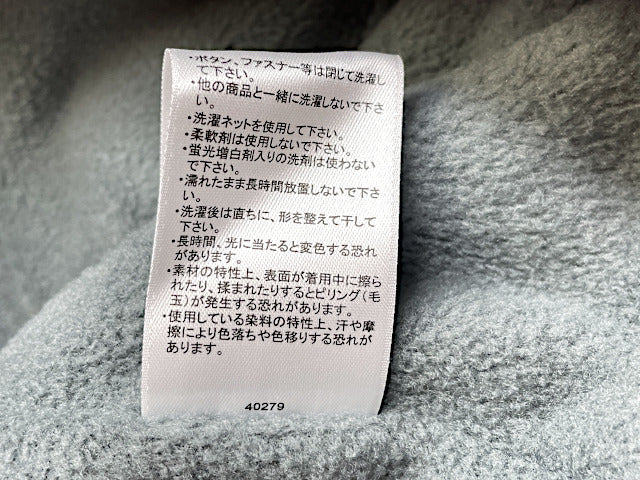 ・ボタン、ファスナー等は閉じて洗濯し
て下さい。
・他の商品と一緒に洗濯しないで下さ
い。
・洗濯ネットを使用して下さい。
・柔軟剤は使用しないで下さい。
・蛍光増白剤入りの洗剤は使わない
で下さい。
・濡れたまま長時間放置しないで下さ
い。
・洗濯後は直ちに、形を整えて干して
下さい。
・長時間、光に当たると変色する恐れ
があります。
・素材の特性上、表面が着用中に擦ら
れたり、揉まれたりするとピリング(毛
玉)が発生する恐れがあります。
・使用している染料の特性上、汗や摩
擦により色落ちや色移りする恐れが
あります。
40279